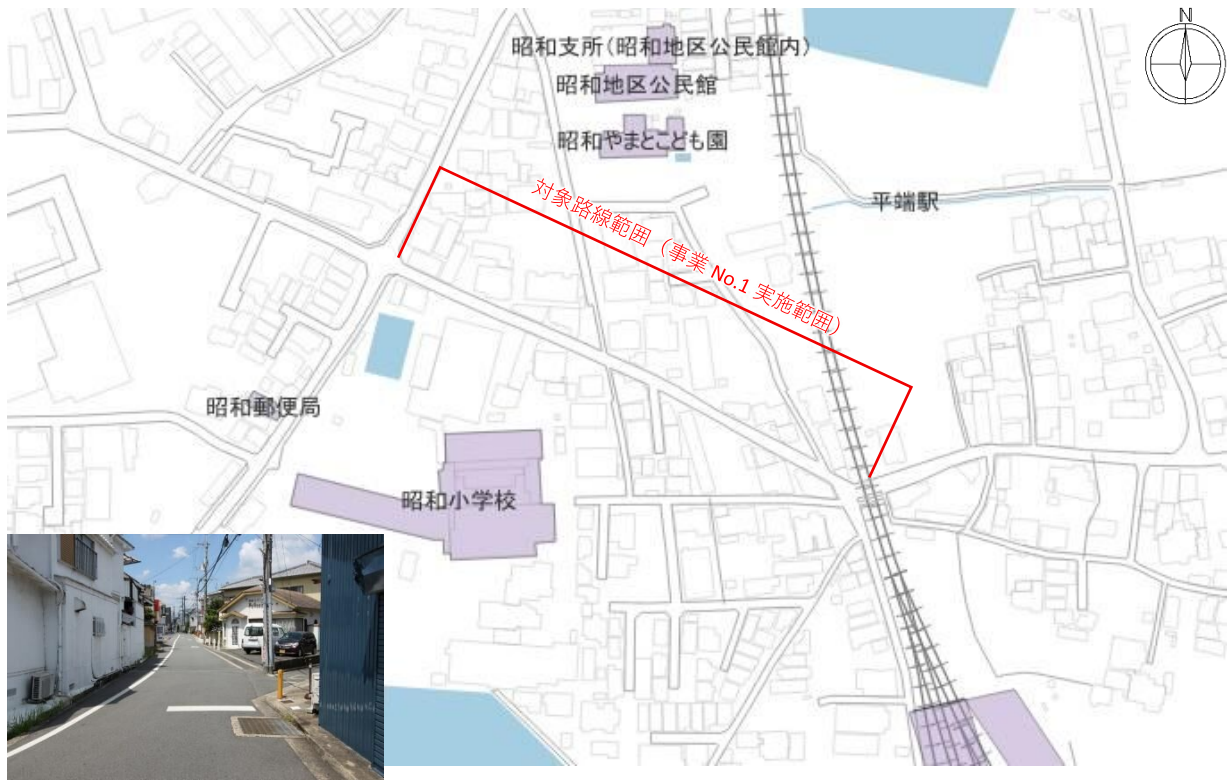 N
昭和支所(昭和地区公民館内)
昭和地区公民館
昭和やまとこども園
対象路線範囲（事業 No.1 実施範囲）
平端駅
昭和郵便局
昭和小学校